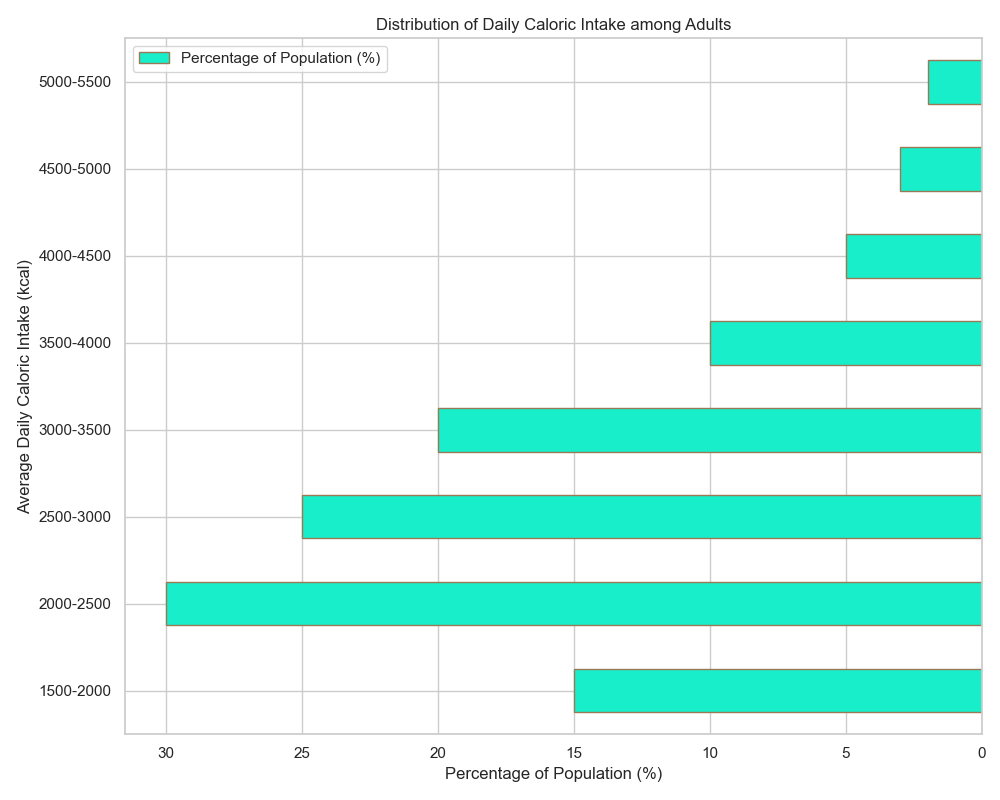 Distribution of Daily Caloric Intake among Adults
Percentage of Population (%)
5000-5500
4500-5000
4000-4500
3500-4000
3000-3500
2500-3000
2000-2500
1500-2000
Average Daily Caloric Intake (kcal)
30 25 20 15 10 5 0
Percentage of Population (%)